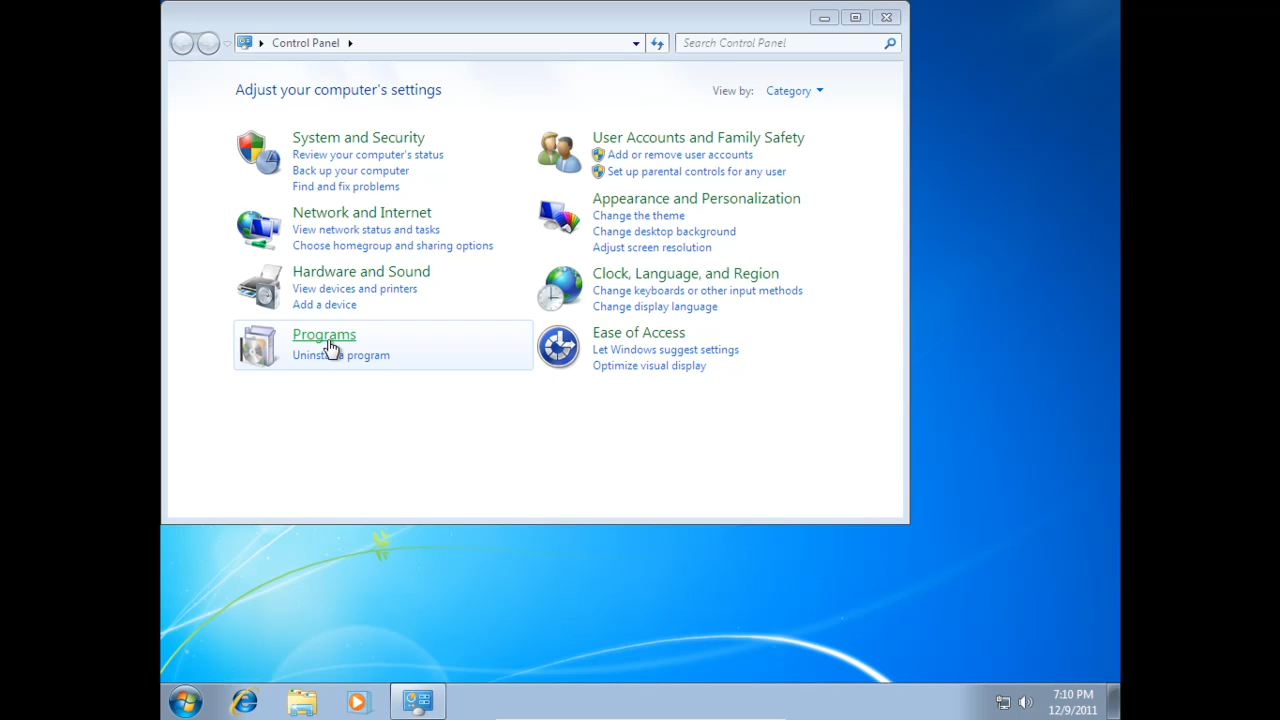 Control Panel
Search Control Panel
Adjust your computer's settings
View by: Category
System and Security
Review your computer's status
Back up your computer
Find and fix problems
Network and Internet
View network status and tasks
Choose homegroup and sharing options
Hardware and Sound
View devices and printers
Add a device
Programs
Uninstall a program
User Accounts and Family Safety
Add or remove user accounts
Set up parental controls for any user
Appearance and Personalization
Change the theme
Change desktop background
Adjust screen resolution
Clock, Language, and Region
Change keyboards or other input methods
Change display language
Ease of Access
Let Windows suggest settings
Optimize visual display
7:10 PM
12/9/2011